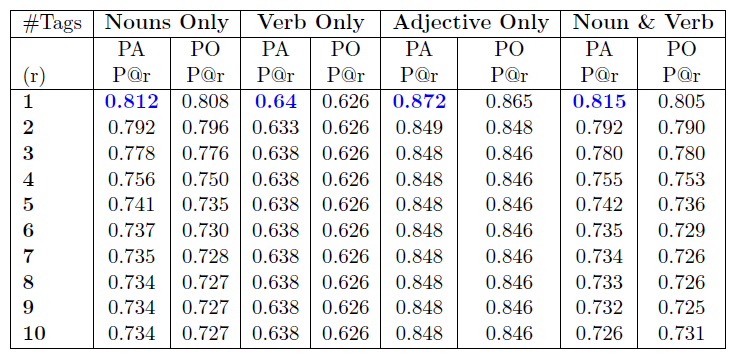 #Tags Nouns Only Verb Only Adjective Only Noun & Verb
PA PO PA PO PA PO PA PO
(r) P@r P@r P@r P@r P@r P@r P@r P@r
1 0.812 0.808 0.64 0.626 0.872 0.865 0.815 0.805
2 0.792 0.796 0.633 0.626 0.849 0.848 0.792 0.790
3 0.778 0.776 0.638 0.626 0.848 0.846 0.780 0.780
4 0.756 0.750 0.638 0.626 0.848 0.846 0.755 0.753
5 0.741 0.735 0.638 0.626 0.848 0.846 0.742 0.736
6 0.737 0.730 0.638 0.626 0.848 0.846 0.735 0.729
7 0.735 0.728 0.638 0.626 0.848 0.846 0.734 0.726
8 0.734 0.727 0.638 0.626 0.848 0.846 0.733 0.726
9 0.734 0.727 0.638 0.626 0.848 0.846 0.732 0.725
10 0.734 0.727 0.638 0.626 0.848 0.846 0.726 0.731